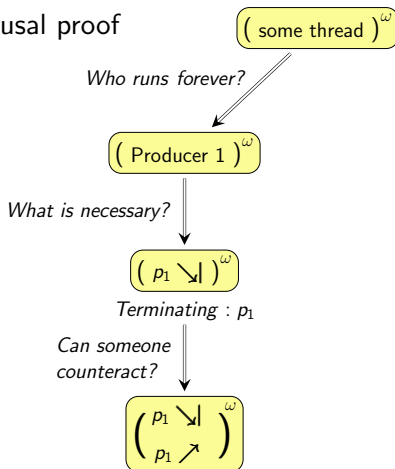 usal proof
( some thread )^ω
Who runs forever?
( Producer 1 )^ω
What is necessary?
( p₁ ↘| )^ω
Terminating : p₁
Can someone
counteract?
( p₁ ↘|
p₁ ↗ )^ω